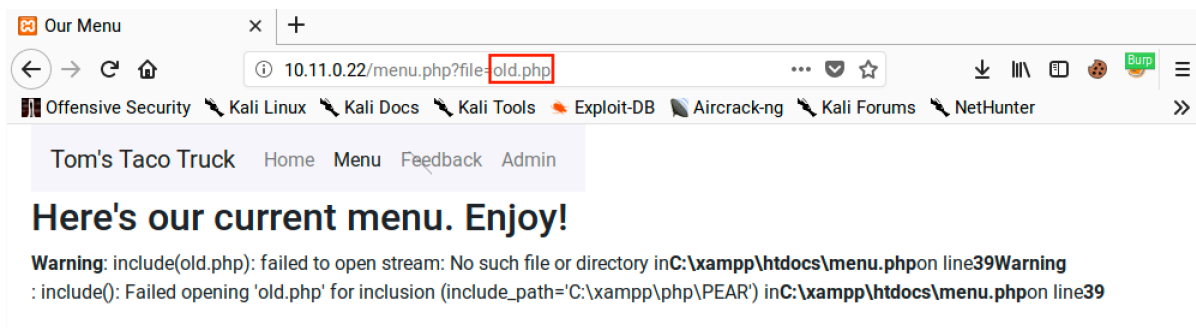 Our Menu
10.11.0.22/menu.php?file=old.php
Burp
Offensive Security Kali Linux Kali Docs Kali Tools Exploit-DB Aircrack-ng Kali Forums NetHunter
Tom's Taco Truck Home Menu Feedback Admin
Here's our current menu. Enjoy!
Warning: include(old.php): failed to open stream: No such file or directory inC:\xampp\htdocs\menu.phpon line39Warning
: include(): Failed opening 'old.php' for inclusion (include_path='C:\xampp\php\PEAR') inC:\xampp\htdocs\menu.phpon line39